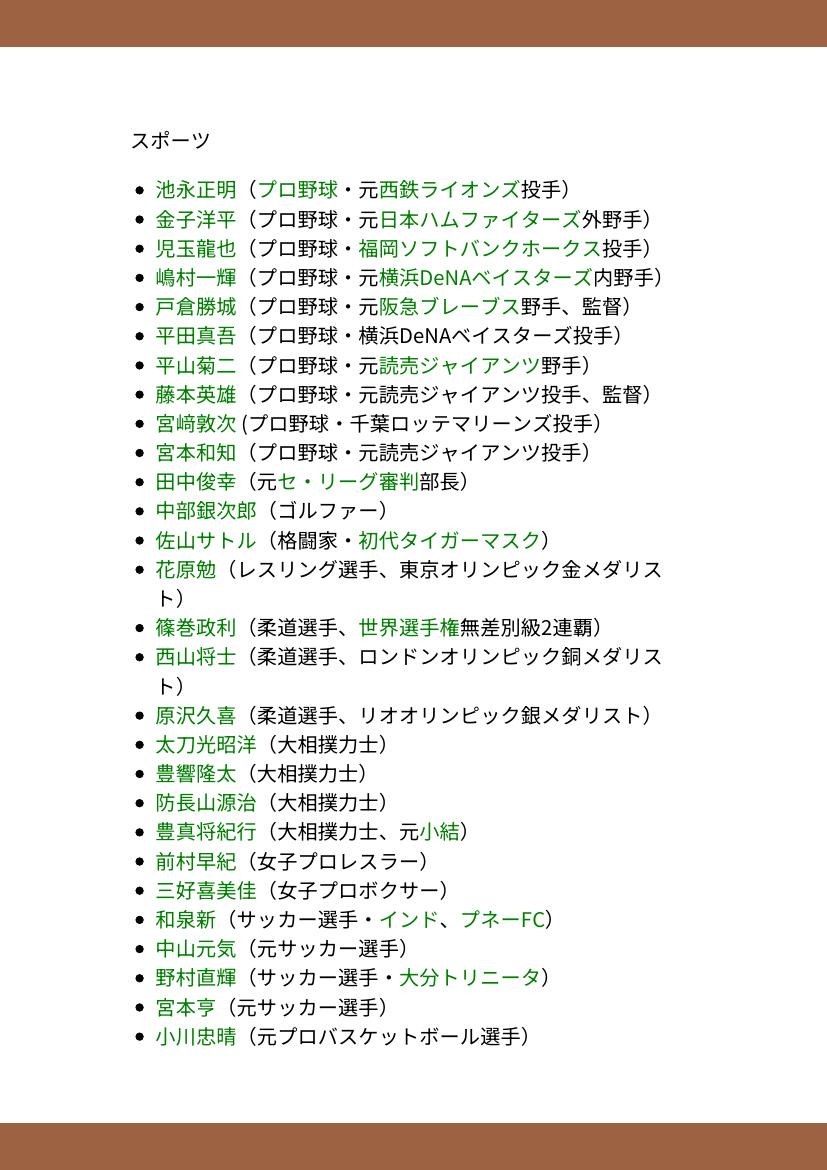 スポーツ
池永正明（プロ野球・元西鉄ライオンズ投手）
金子洋平（プロ野球・元日本ハムファイターズ外野手）
児玉龍也（プロ野球・福岡ソフトバンクホークス投手）
嶋村一輝（プロ野球・元横浜DeNAベイスターズ内野手）
戸倉勝城（プロ野球・元阪急ブレーブス野手、監督）
平田真吾（プロ野球・横浜DeNAベイスターズ投手）
平山菊二（プロ野球・元読売ジャイアンツ野手）
藤本英雄（プロ野球・元読売ジャイアンツ投手、監督）
宮﨑敦次 (プロ野球・千葉ロッテマリーンズ投手）
宮本和知（プロ野球・元読売ジャイアンツ投手）
田中俊幸（元セ・リーグ審判部長）
中部銀次郎（ゴルファー）
佐山サトル（格闘家・初代タイガーマスク）
花原勉（レスリング選手、東京オリンピック金メダリス
ト）
篠巻政利（柔道選手、世界選手権無差別級2連覇）
西山将士（柔道選手、ロンドンオリンピック銅メダリス
ト）
原沢久喜（柔道選手、リオオリンピック銀メダリスト）
太刀光昭洋（大相撲力士）
豊響隆太（大相撲力士）
防長山源治（大相撲力士）
豊真将紀行（大相撲力士、元小結）
前村早紀（女子プロレスラー）
三好喜美佳（女子プロボクサー）
和泉新（サッカー選手・インド、プネーFC）
中山元気（元サッカー選手）
野村直輝（サッカー選手・大分トリニータ）
宮本亨（元サッカー選手）
小川忠晴（元プロバスケットボール選手）